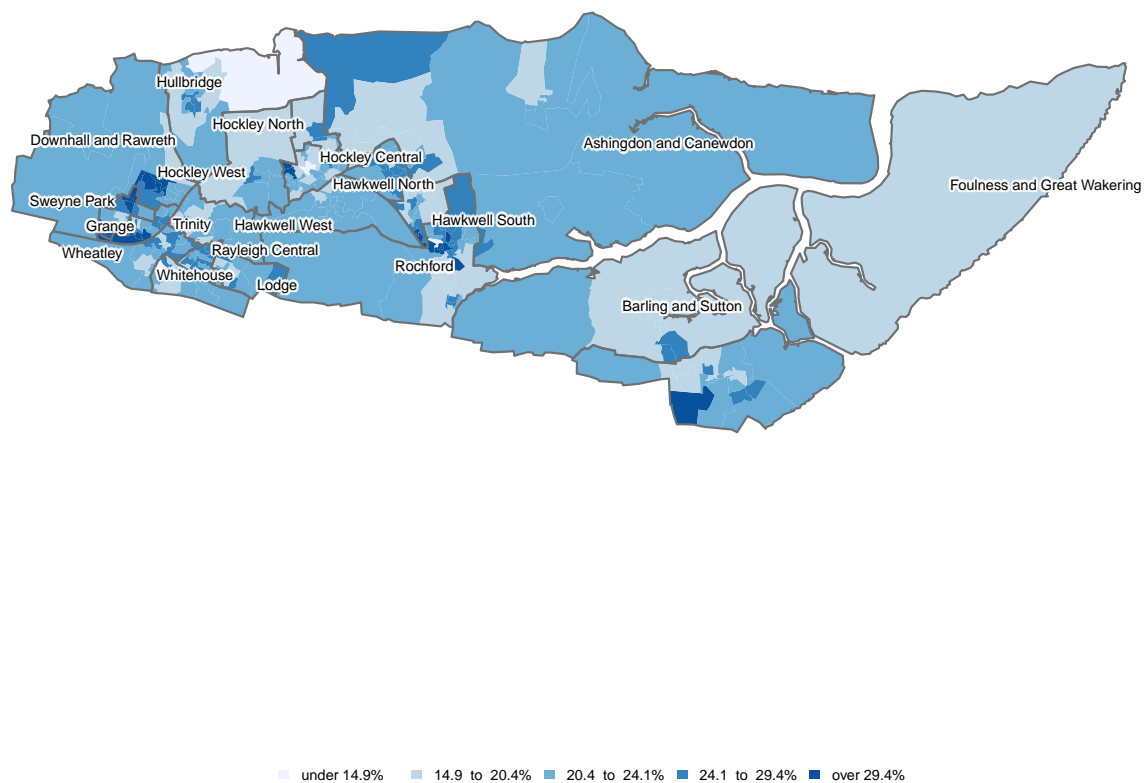 Hullbridge
Hockley North
Downhall and Rawreth
Ashingdon and Canewdon
Hockley Central
Hockley West
Hawkwell North
Foulness and Great Wakering
Sweyne Park
Hawkwell South
Grange
Trinity
Hawkwell West
Wheatley
Rayleigh Central
Rochford
Whitehouse
Lodge
Barling and Sutton
under 14.9% 14.9 to 20.4% 20.4 to 24.1% 24.1 to 29.4% over 29.4%